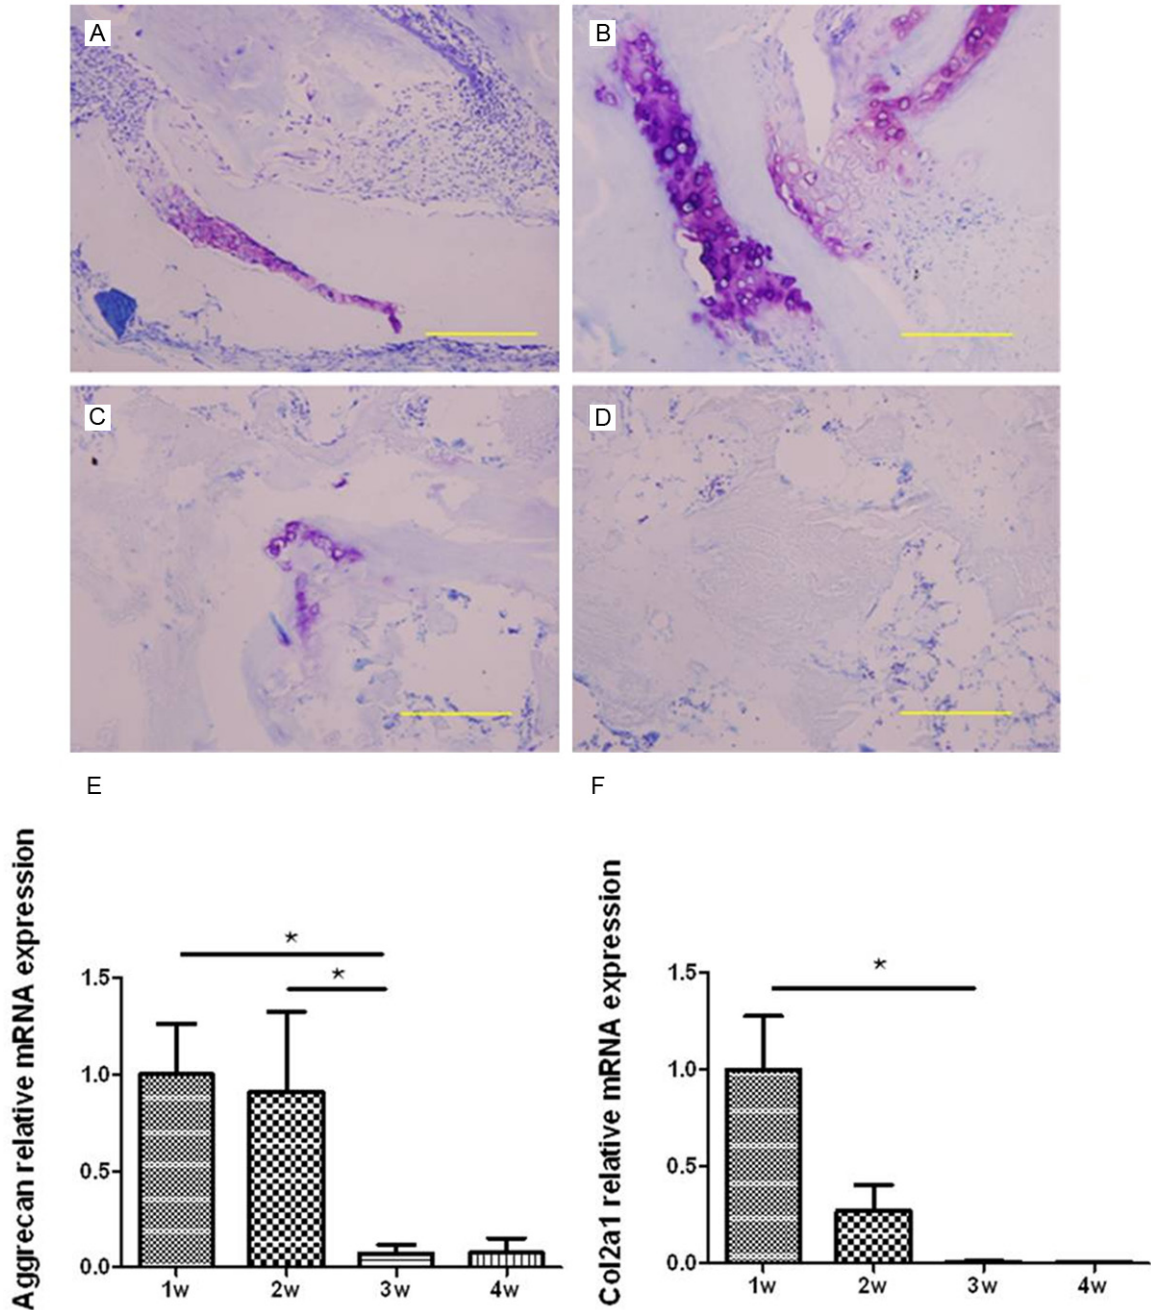 A
B
C
D
E
F
Aggrecan relative mRNA expression
1.5
1.0
0.5
0.0
*
*
1w
2w
3w
4w
Col2a1 relative mRNA expression
1.5
1.0
0.5
0.0
*
1w
2w
3w
4w